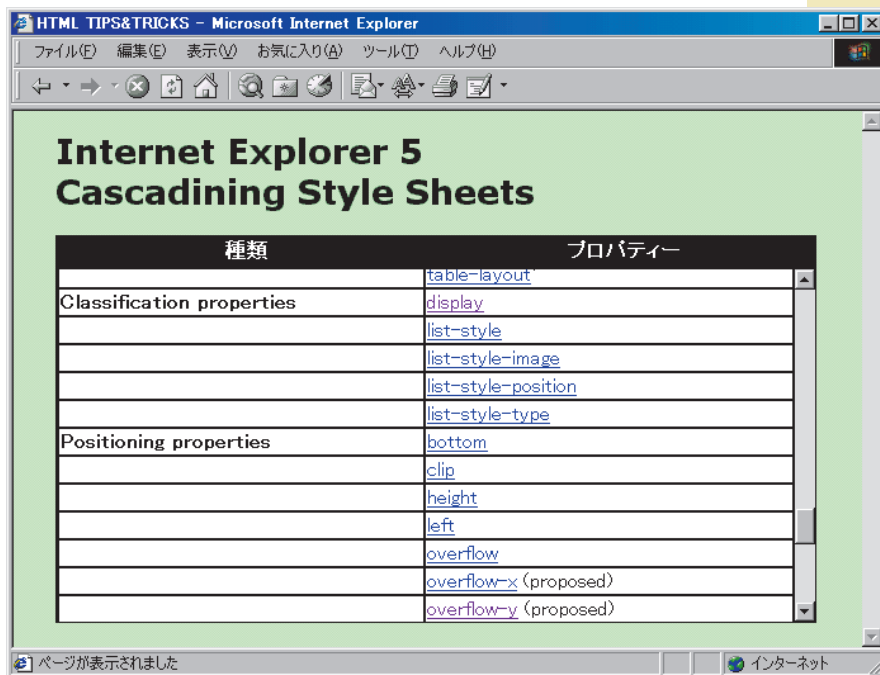 HTML TIPS&TRICKS - Microsoft Internet Explorer
ファイル(F) 編集(E) 表示(V) お気に入り(A) ツール(T) ヘルプ(H)
Internet Explorer 5
Cascadining Style Sheets
種類 プロパティー
table-layout*
Classification properties display
list-style
list-style-image
list-style-position
list-style-type
Positioning properties bottom
clip
height
left
overflow
overflow-x (proposed)
overflow-y (proposed)
ページが表示されました インターネット